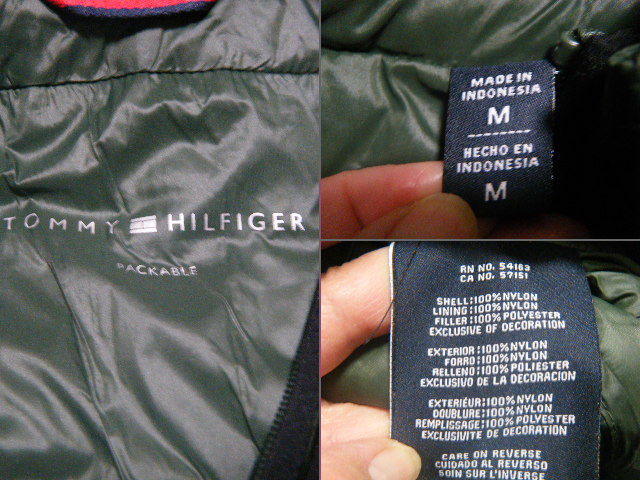 TOMMY HILFIGER
PACKABLE
MADE IN
INDONESIA
M
HECHO EN
INDONESIA
M
RN NO. 54163
CA NO. 57151
SHELL:100%NYLON
LINING:100%NYLON
FILLER:100%POLYESTER
EXCLUSIVE OF DECORATION
EXTERIOR:100%NYLON
FORRO:100%NYLON
RELLENO:100%POLIESTER
EXCLUSIVO DE LA DECORACION
EXTERIEUR:100%NYLON
DOUBLURE:100%NYLON
REMPLISSAGE:100%POLYESTER
EXCLUSIVITE DE DECORATION
CARE ON REVERSE
CUIDADO AL REVERSO
SOIN SUR L'INVERSE